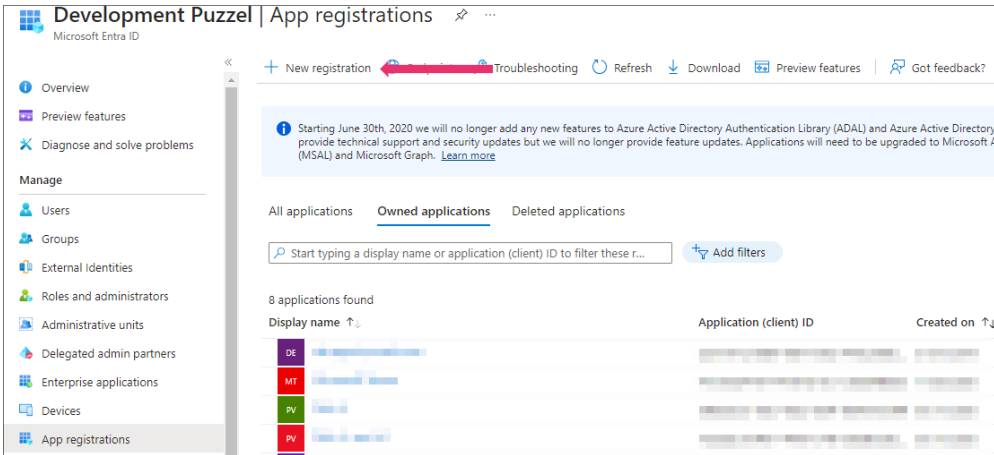 Development Puzzel | App registrations
Microsoft Entra ID
New registration
Troubleshooting
Refresh
Download
Preview features
Got feedback?
Overview
Preview features
Diagnose and solve problems
Manage
Users
Groups
External Identities
Roles and administrators
Administrative units
Delegated admin partners
Enterprise applications
Devices
App registrations
Starting June 30th, 2020 we will no longer add any new features to Azure Active Directory Authentication Library (ADAL) and Azure Active Directory
provide technical support and security updates but we will no longer provide feature updates. Applications will need to be upgraded to Microsoft A
(MSAL) and Microsoft Graph. Learn more
All applications Owned applications Deleted applications
Start typing a display name or application (client) ID to filter these r...
Add filters
8 applications found
Display name Application (client) ID Created on
DE
MT
PV
PV